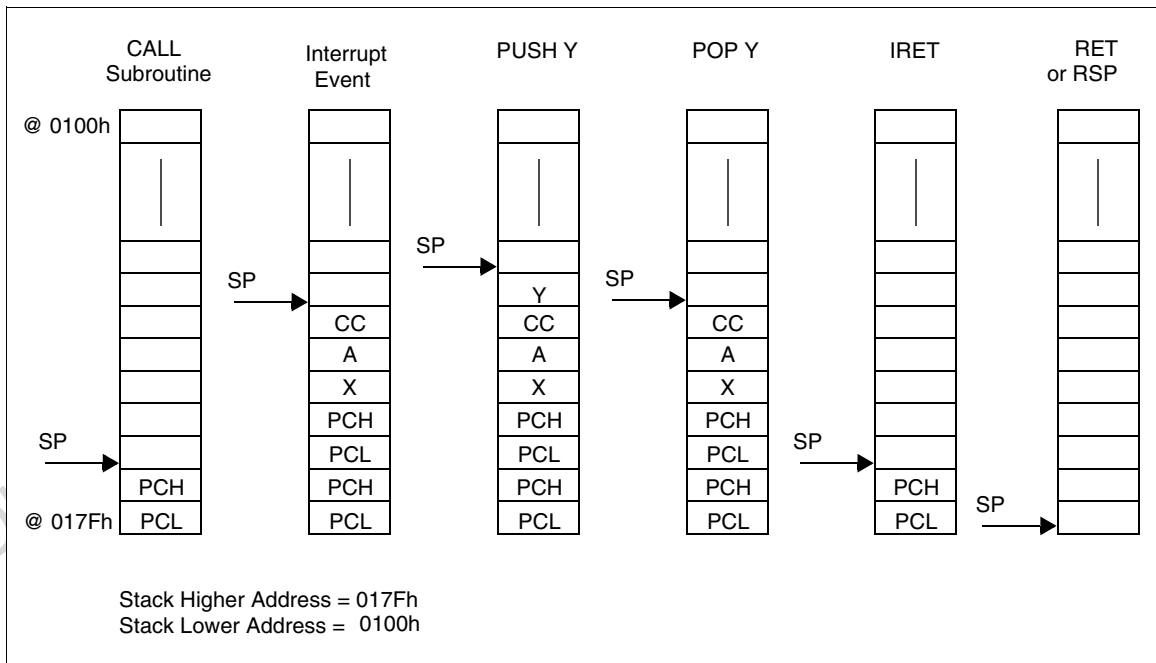 CALL
Subroutine
Interrupt
Event
PUSH Y
POP Y
IRET
RET
or RSP
@ 0100h
SP
SP
SP
Y
CC
CC
CC
A
A
A
X
X
X
PCH
PCH
PCH
SP
PCL
PCL
PCL
SP
PCH
PCH
PCH
PCH
PCH
SP
@ 017Fh
PCL
PCL
PCL
PCL
PCL
Stack Higher Address = 017Fh
Stack Lower Address = 0100h